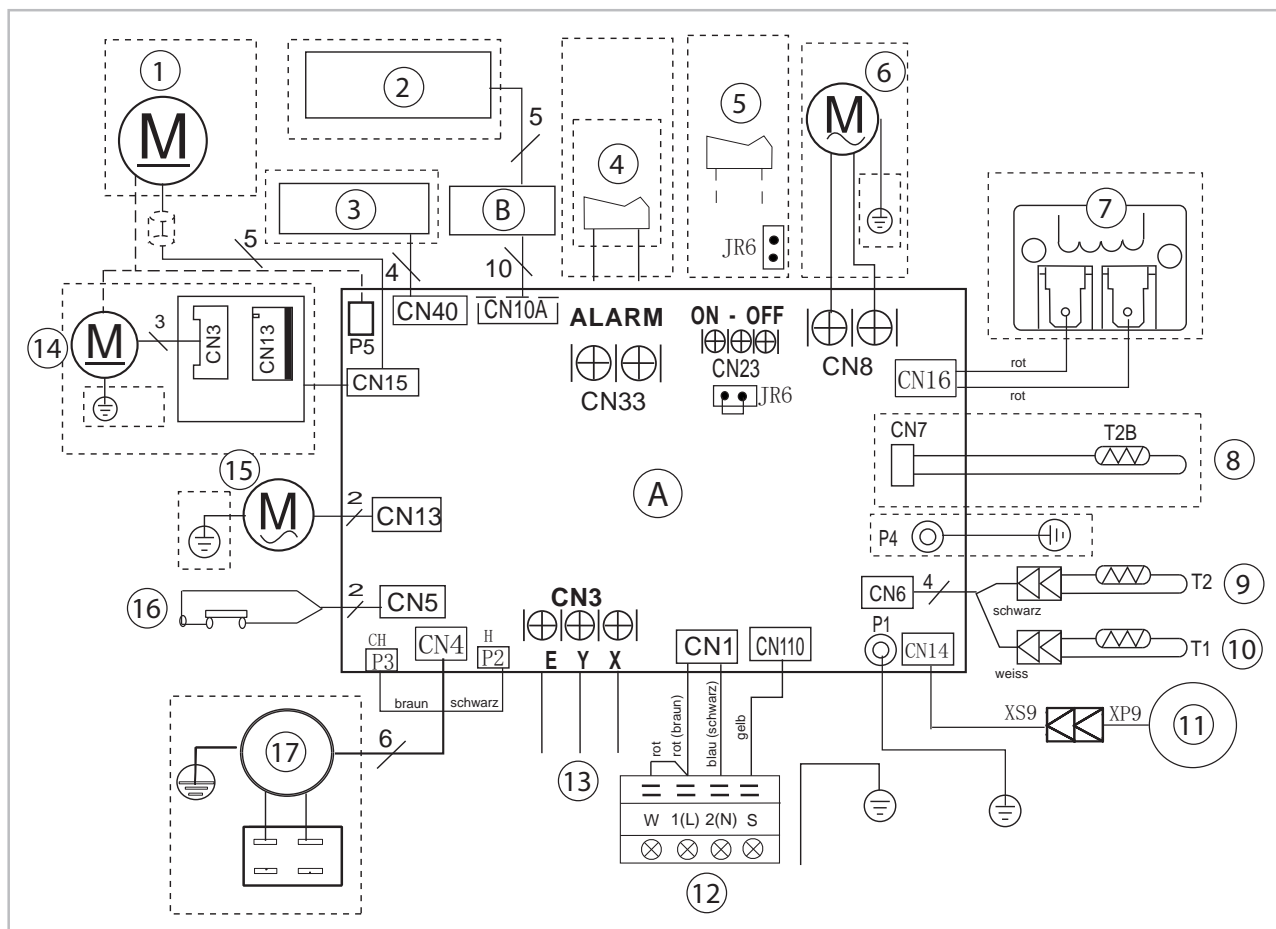 1
M
2
5
3
4
B
10
4
5
JR6
6
M
7
rot
rot
5
14
M
3
CN3
CN13
P5
CN40
CN10A
ALARM
CN33
ON - OFF
CN23
JR6
CN8
CN16
CN15
CN7
T2B
8
A
15
M
2
CN13
P4
16
2
CN5
CN6
4
schwarz
T2
9
weiss
T1
10
P1
CN14
XS9
XP9
11
CH
P3
CN4
H
P2
braun
schwarz
6
17
CN3
E Y X
13
CN1
CN110
rot
rot (braun)
blau (schwarz)
gelb
W 1(L) 2(N) S
12